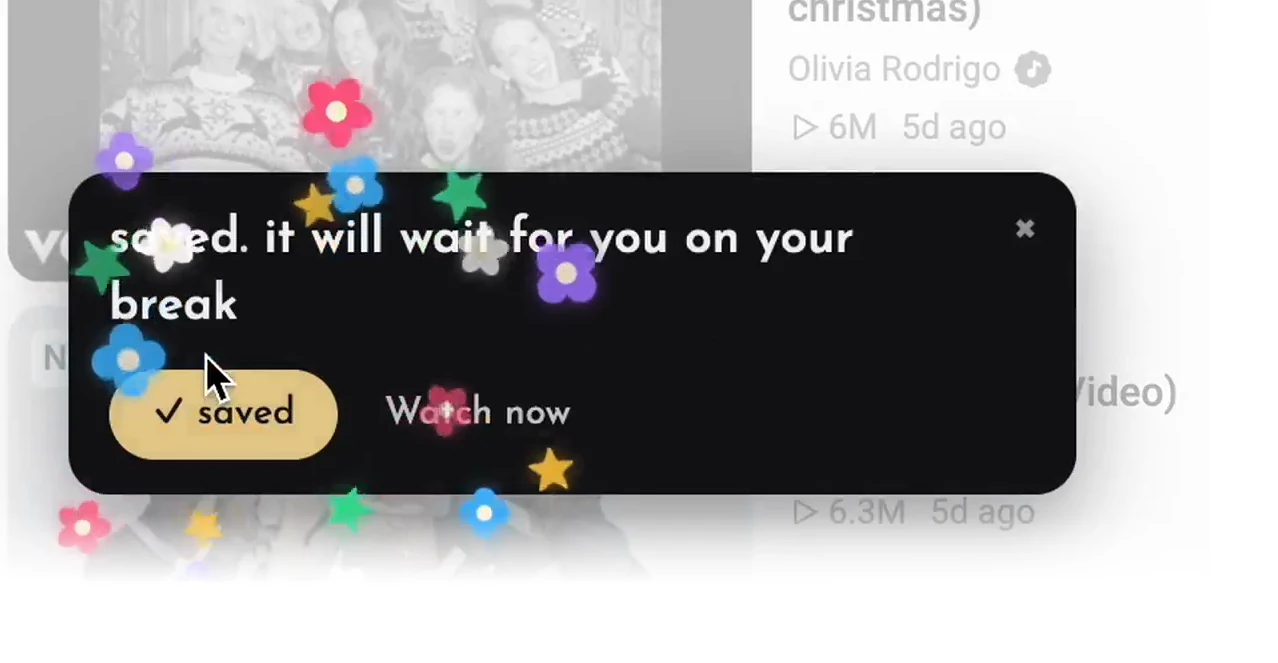 christmas)
Olivia Rodrigo
6M 5d ago
saved. it will wait for you on your
break
✓ saved
Watch now
6.3M 5d ago